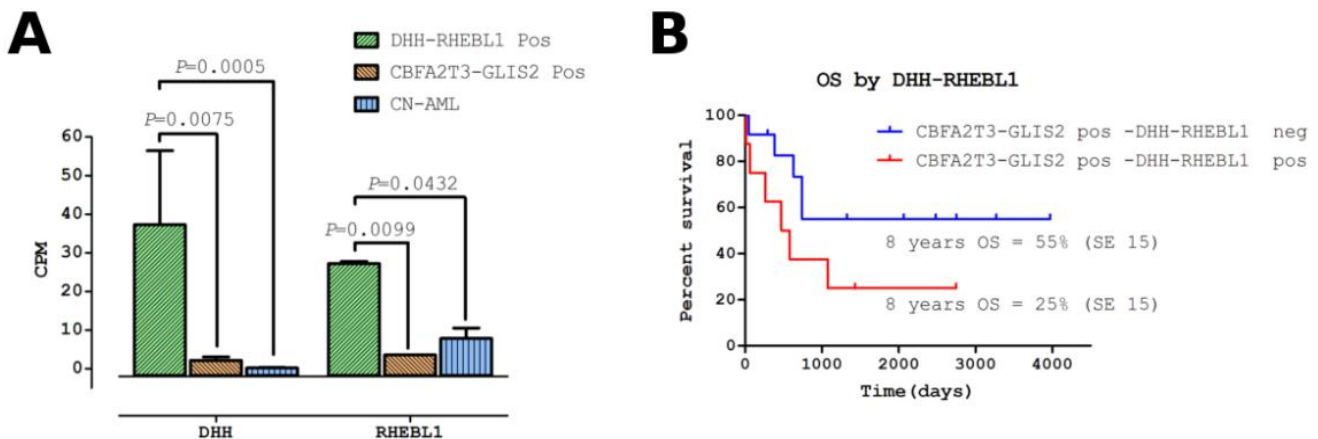 A
DHH-RHEBL1 Pos
CBFA2T3-GLIS2 Pos
CN-AML
P=0.0005
P=0.0075
P=0.0432
P=0.0099
60
50
40
30
20
10
0
CPM
DHH
RHEBL1
B
OS by DHH-RHEBL1
CBFA2T3-GLIS2 pos -DHH-RHEBL1 neg
CBFA2T3-GLIS2 pos -DHH-RHEBL1 pos
100
80
60
40
20
0
Percent survival
8 years OS = 55% (SE 15)
8 years OS = 25% (SE 15)
0 1000 2000 3000 4000
Time(days)